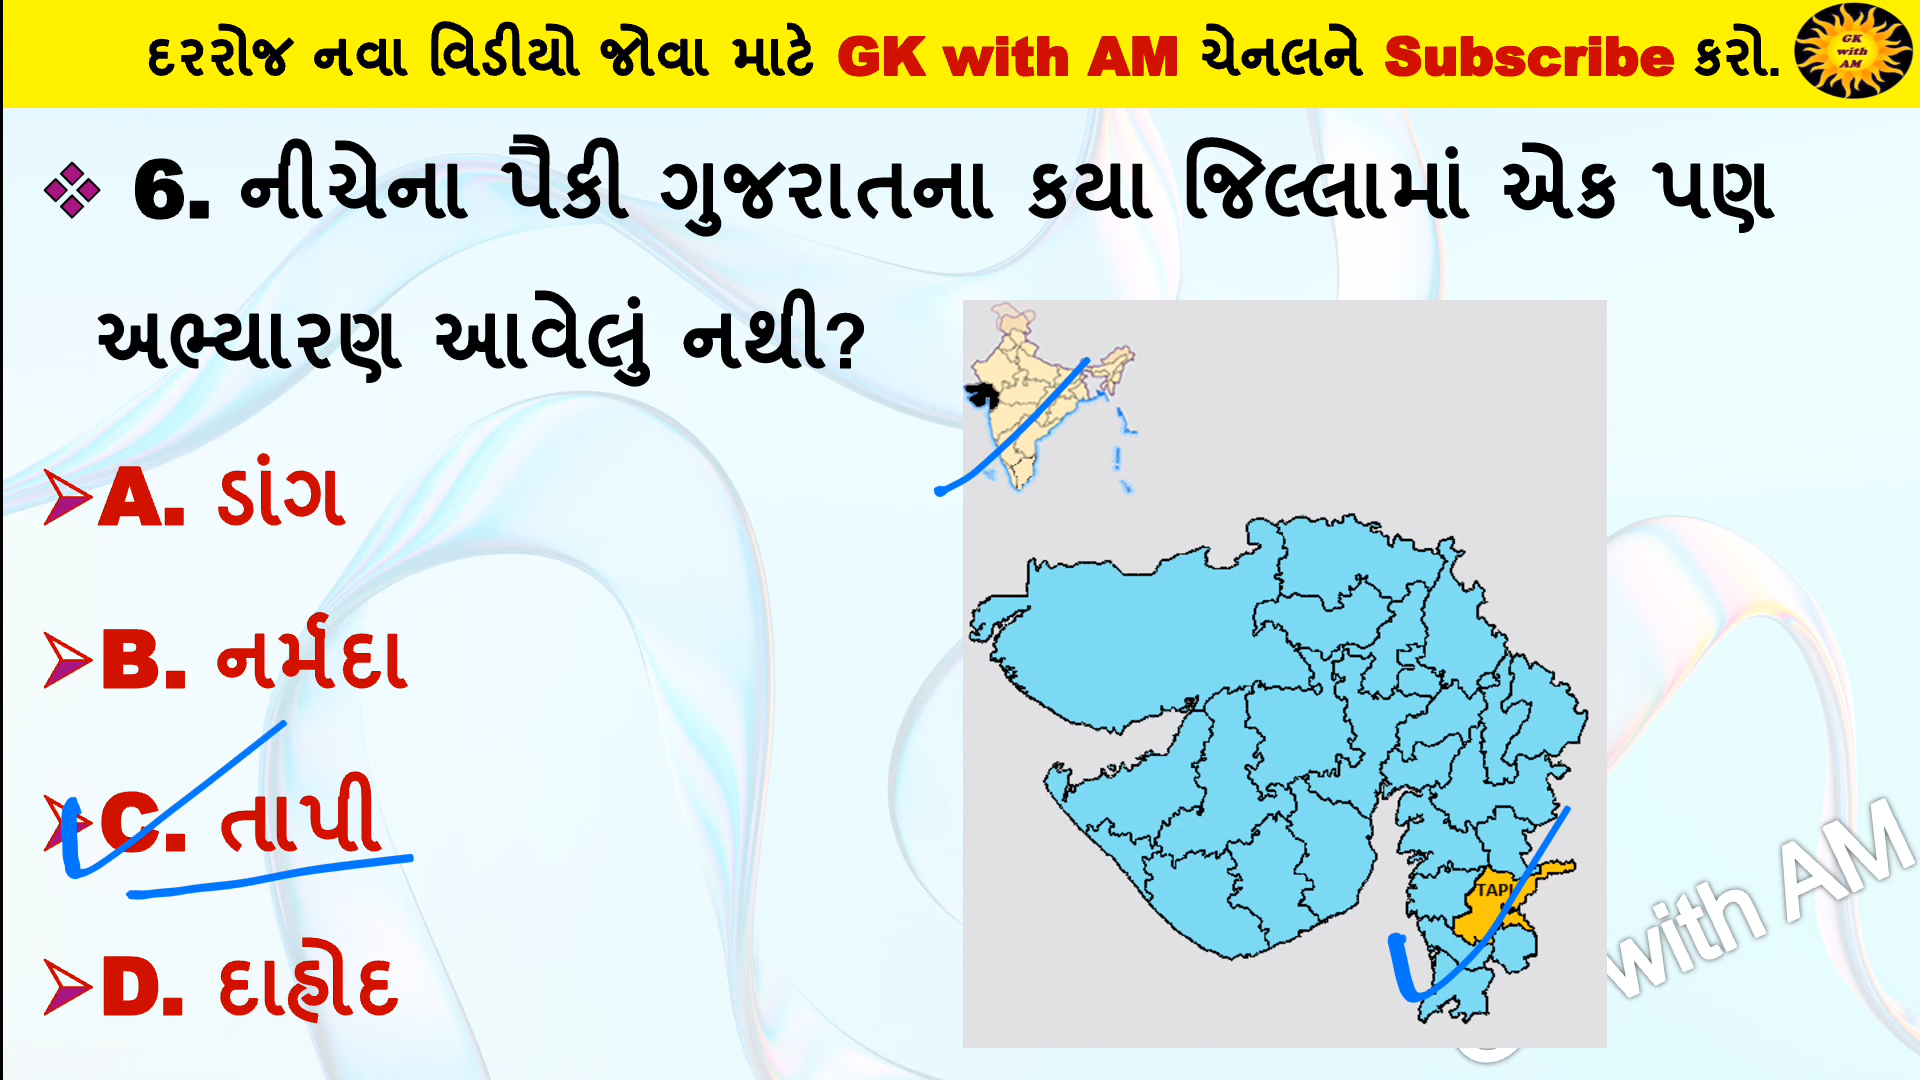 દરરોજ નવા વિડીયો જોવા માટે GK with AM ચેનલને Subscribe કરો.
GK
with
AM
6. નીચેના પૈકી ગુજરાતના કયા જિલ્લામાં એક પણ
અભ્યારણ આવેલું નથી?
A. ડાંગ
B. નર્મદા
C. તાપી
D. દાહોદ
TAPI
with AM